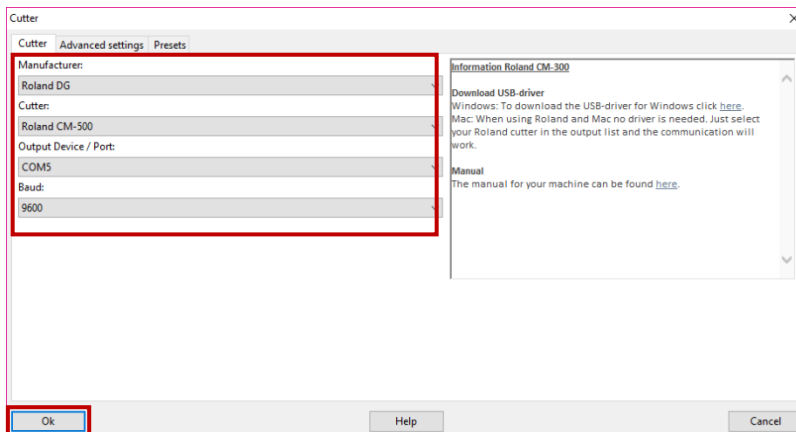 Cutter
Cutter Advanced settings Presets
Manufacturer:
Roland DG
Cutter:
Roland CM-500
Output Device / Port:
COM5
Baud:
9600
Information Roland CM-300
Download USB-driver
Windows: To download the USB-driver for Windows click here.
Mac: When using Roland and Mac no driver is needed. Just select
your Roland cutter in the output list and the communication will
work.
Manual
The manual for your machine can be found here.
Ok
Help
Cancel